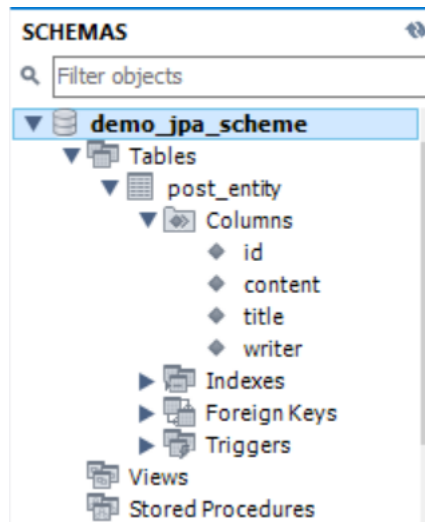 SCHEMAS
Filter objects
demo_jpa_scheme
Tables
post_entity
Columns
id
content
title
writer
Indexes
Foreign Keys
Triggers
Views
Stored Procedures